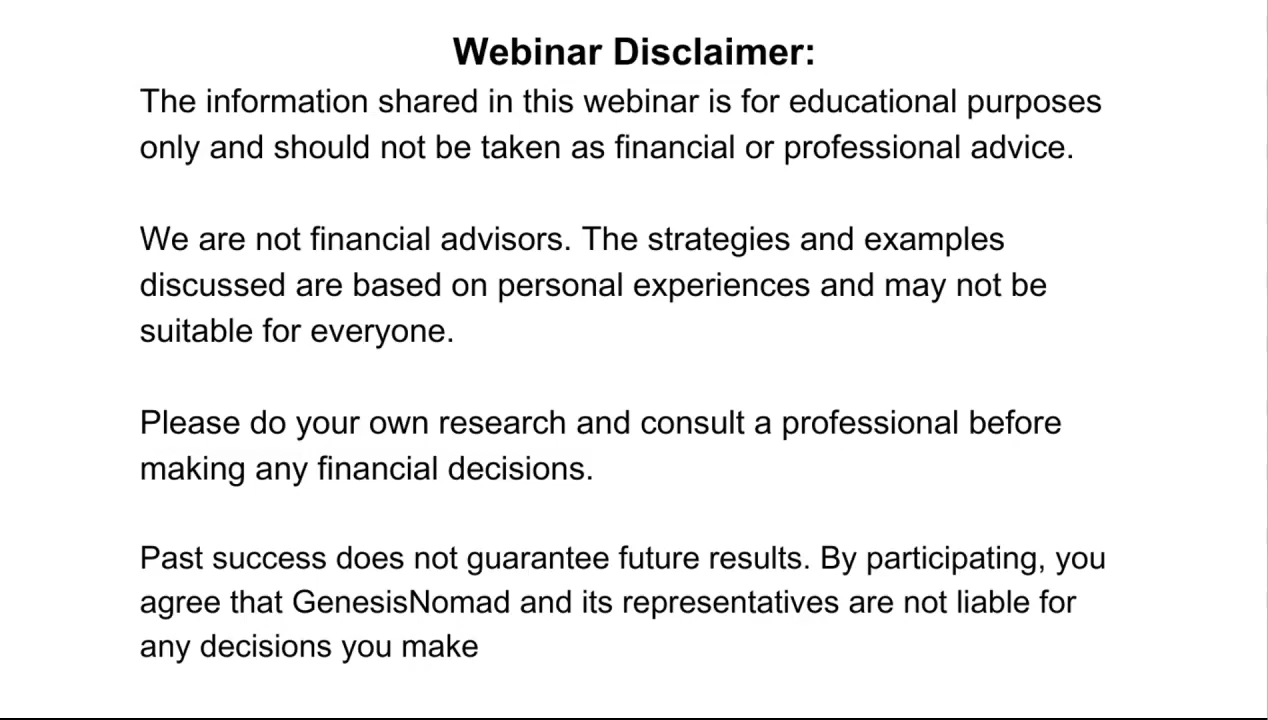 Webinar Disclaimer:
The information shared in this webinar is for educational purposes
only and should not be taken as financial or professional advice.
We are not financial advisors. The strategies and examples
discussed are based on personal experiences and may not be
suitable for everyone.
Please do your own research and consult a professional before
making any financial decisions.
Past success does not guarantee future results. By participating, you
agree that GenesisNomad and its representatives are not liable for
any decisions you make